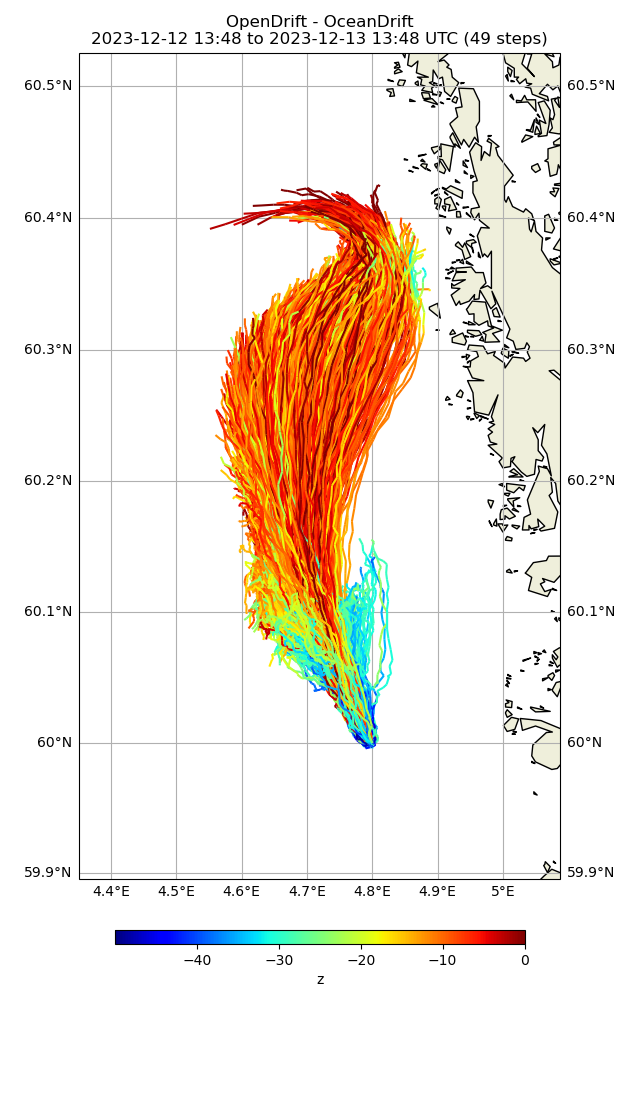 OpenDrift - OceanDrift
2023-12-12 13:48 to 2023-12-13 13:48 UTC (49 steps)
60.5°N 60.5°N
60.4°N 60.4°N
60.3°N 60.3°N
60.2°N 60.2°N
60.1°N 60.1°N
60°N 60°N
59.9°N 59.9°N
4.4°E 4.5°E 4.6°E 4.7°E 4.8°E 4.9°E 5°E
−40 −30 −20 −10 0
z